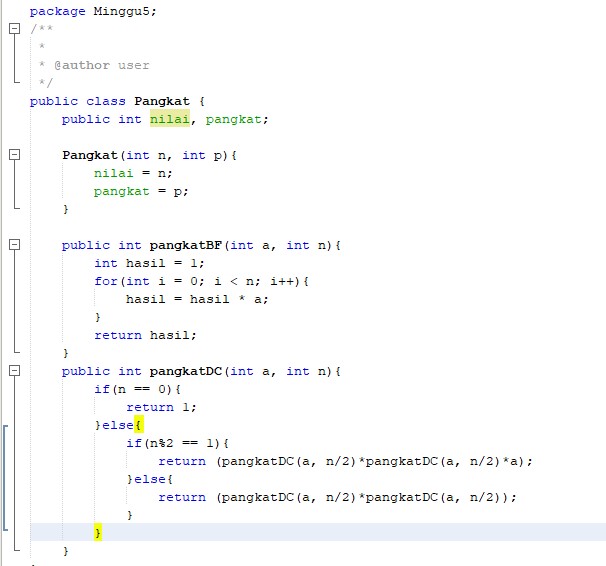 package Minggu5;
/**
 *
 * @author user
 */
public class Pangkat {
    public int nilai, pangkat;

    Pangkat(int n, int p){
        nilai = n;
        pangkat = p;
    }

    public int pangkatBF(int a, int n){
        int hasil = 1;
        for(int i = 0; i < n; i++){
            hasil = hasil * a;
        }
        return hasil;
    }
    public int pangkatDC(int a, int n){
        if(n == 0){
            return 1;
        }else{
            if(n%2 == 1){
                return (pangkatDC(a, n/2)*pangkatDC(a, n/2)*a);
            }else{
                return (pangkatDC(a, n/2)*pangkatDC(a, n/2));
            }
        }
    }